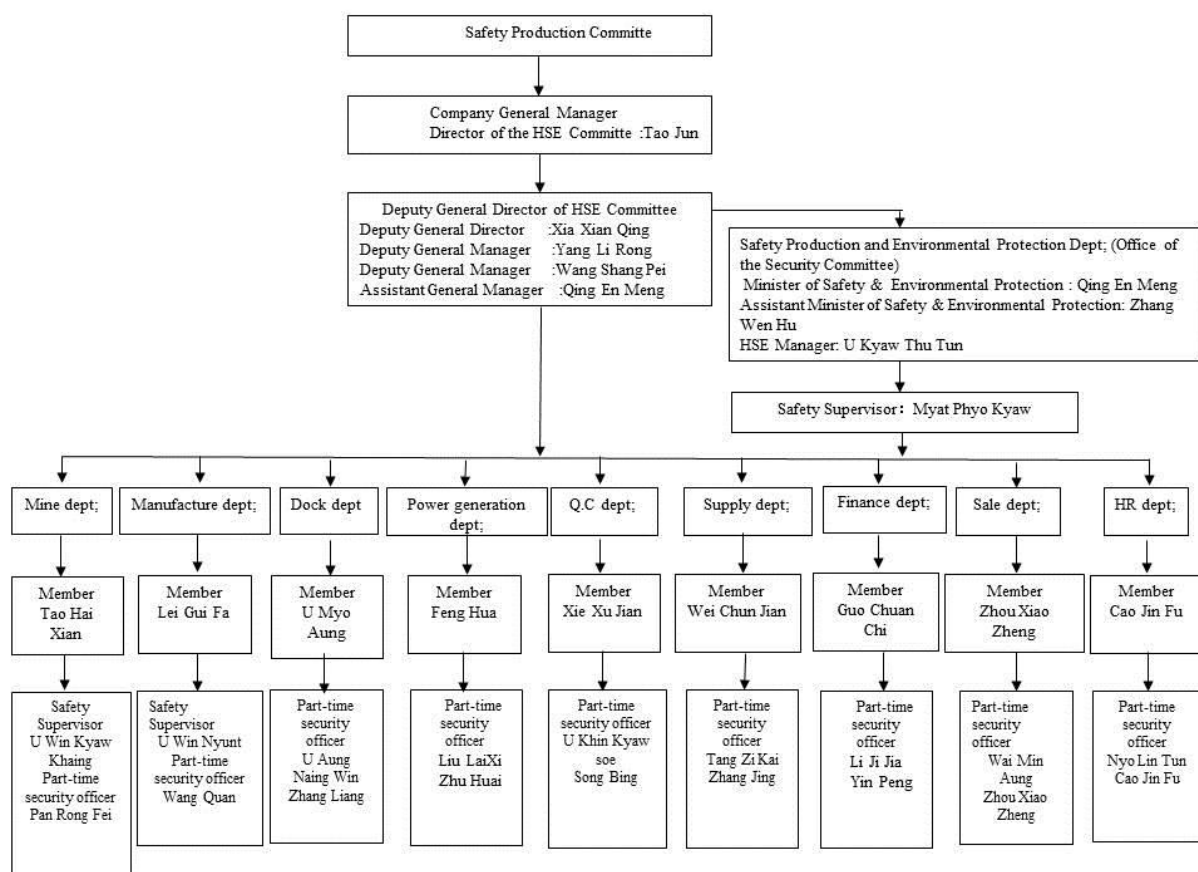 Safety Production Committe
Company General Manager
Director of the HSE Committe :Tao Jun
Deputy General Director of HSE Committee
Deputy General Director :Xia Xian Qing
Deputy General Manager :Yang Li Rong
Deputy General Manager :Wang Shang Pei
Assistant General Manager :Qing En Meng
Safety Production and Environmental Protection Dept; (Office of
the Security Committee)
Minister of Safety & Environmental Protection : Qing En Meng
Assistant Minister of Safety & Environmental Protection: Zhang
Wen Hu
HSE Manager: U Kyaw Thu Tun
Safety Supervisor: Myat Phyo Kyaw
Mine dept;
Manufacture dept;
Dock dept
Power generation
dept;
Q.C dept;
Supply dept;
Finance dept;
Sale dept;
HR dept;
Member
Tao Hai
Xian
Member
Lei Gui Fa
Member
U Myo
Aung
Member
Feng Hua
Member
Xie Xu Jian
Member
Wei Chun Jian
Member
Guo Chuan
Chi
Member
Zhou Xiao
Zheng
Member
Cao Jin Fu
Safety
Supervisor
U Win Kyaw
Khaing
Part-time
security officer
Pan Rong Fei
Safety
Supervisor
U Win Nyunt
Part-time
security officer
Wang Quan
Part-time
security
officer
U Aung
Naing Win
Zhang Liang
Part-time
security
officer
Liu LaiXi
Zhu Huai
Part-time
security officer
U Khin Kyaw
soe
Song Bing
Part-time
security
officer
Tang Zi Kai
Zhang Jing
Part-time
security
officer
Li Ji Jia
Yin Peng
Part-time
security
officer
Wai Min
Aung
Zhou Xiao
Zheng
Part-time
security
officer
Nyo Lin Tun
Cao Jin Fu